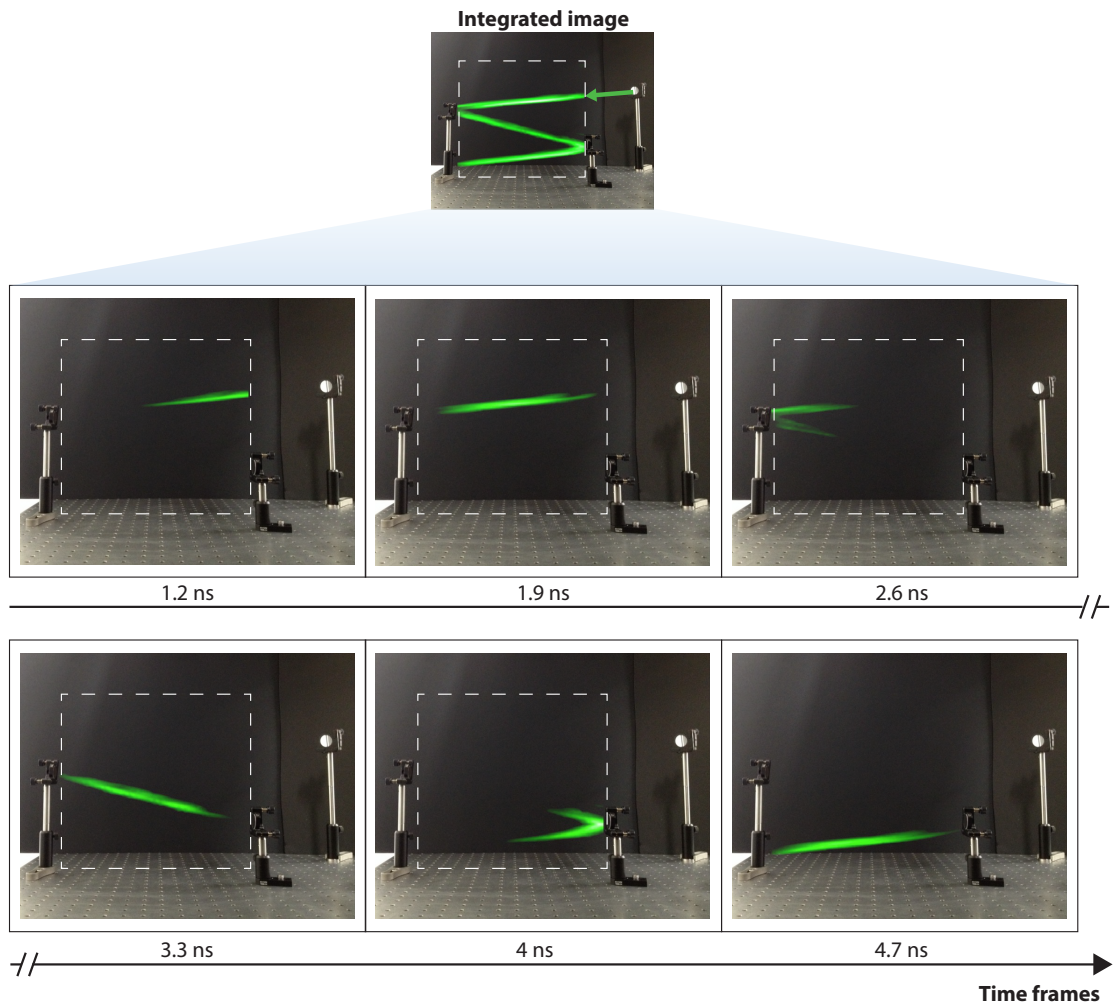 Integrated image
1.2 ns
1.9 ns
2.6 ns
3.3 ns
4 ns
4.7 ns
Time frames